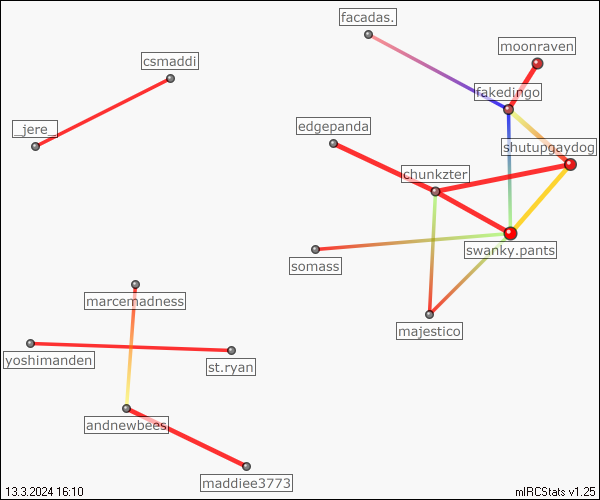 facadas.
moonraven
csmaddi
fakedingo
_jere_
edgepanda
shutupgaydog
chunkzter
swanky.pants
somass
marcemadness
majestico
yoshimanden
st.ryan
andnewbees
maddiee3773
13.3.2024 16:10
mIRCStats v1.25